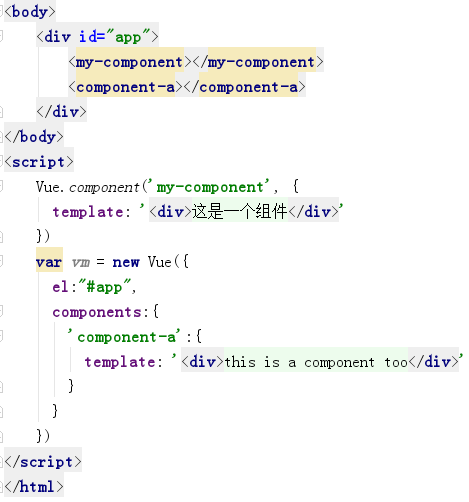 <body>
    <div id="app">
        <my-component></my-component>
        <component-a></component-a>
    </div>
</body>
<script>
    Vue.component('my-component', {
      template: '<div>这是一个组件</div>'
    })
    var vm = new Vue({
      el:"#app",
      components:{
        'component-a':{
          template: '<div>this is a component too</div>'
        }
      }
    })
</script>
</html>